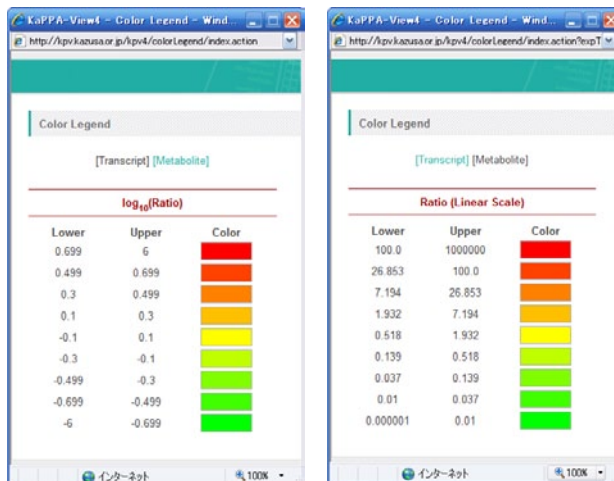 KaPPA-View4 - Color Legend - Wind...
http://kpv.kazusa.or.jp/kpv4/colorLegend/index.action
Color Legend
[Transcript] [Metabolite]
log10(Ratio)
Lower Upper Color
0.699 6
0.499 0.699
0.3 0.499
0.1 0.3
-0.1 0.1
-0.3 -0.1
-0.499 -0.3
-0.699 -0.499
-6 -0.699
インターネット 100%
KaPPA-View4 - Color Legend - Wind...
http://kpv.kazusa.or.jp/kpv4/colorLegend/index.action?expT
Color Legend
[Transcript] [Metabolite]
Ratio (Linear Scale)
Lower Upper Color
100.0 1000000
26.853 100.0
7.194 26.853
1.932 7.194
0.518 1.932
0.139 0.518
0.037 0.139
0.01 0.037
0.000001 0.01
インターネット 100%